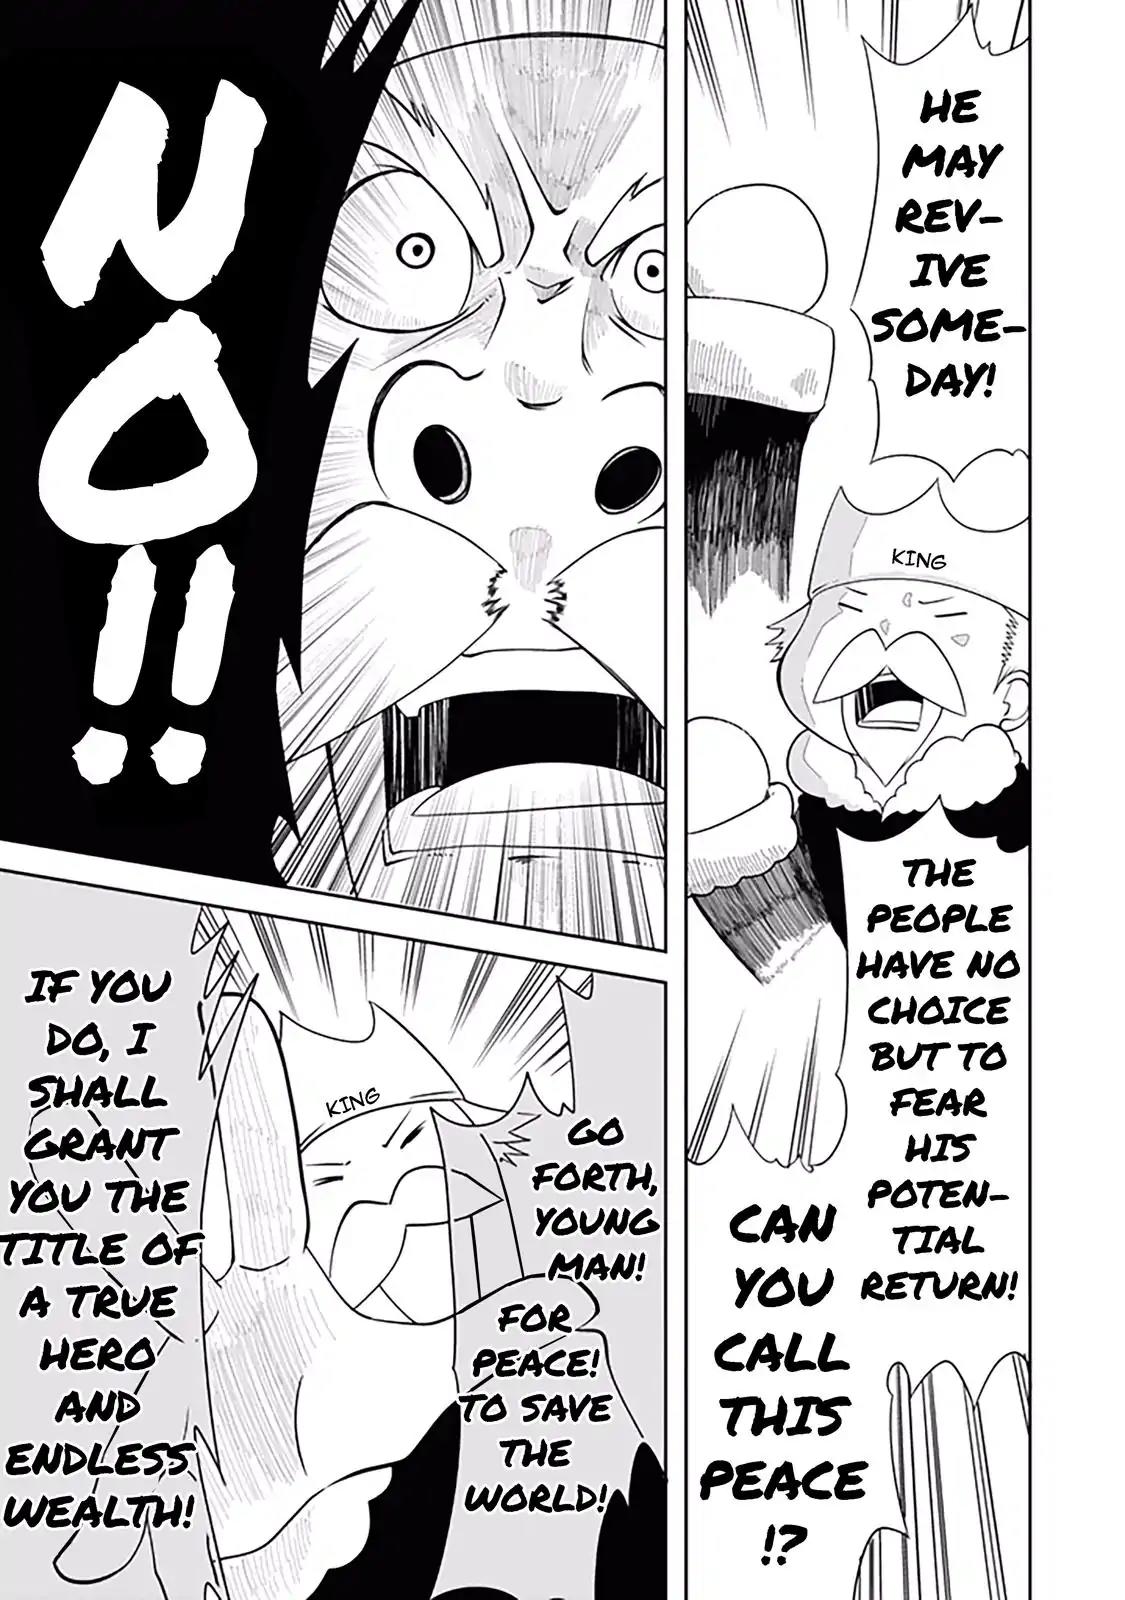 HE
MAY
REV-
IVE
SOME-
DAY!
KING
THE
PEOPLE
HAVE NO
CHOICE
BUT TO
FEAR
HIS
POTEN-
TIAL
RETURN!
CAN
YOU
CALL
THIS
PEACE
!?
NO!!
KING
GO
FORTH,
YOUNG
MAN!
FOR
PEACE!
TO SAVE
THE
WORLD!
IF YOU
DO, I
SHALL
GRANT
YOU THE
TITLE OF
A TRUE
HERO
AND
ENDLESS
WEALTH!